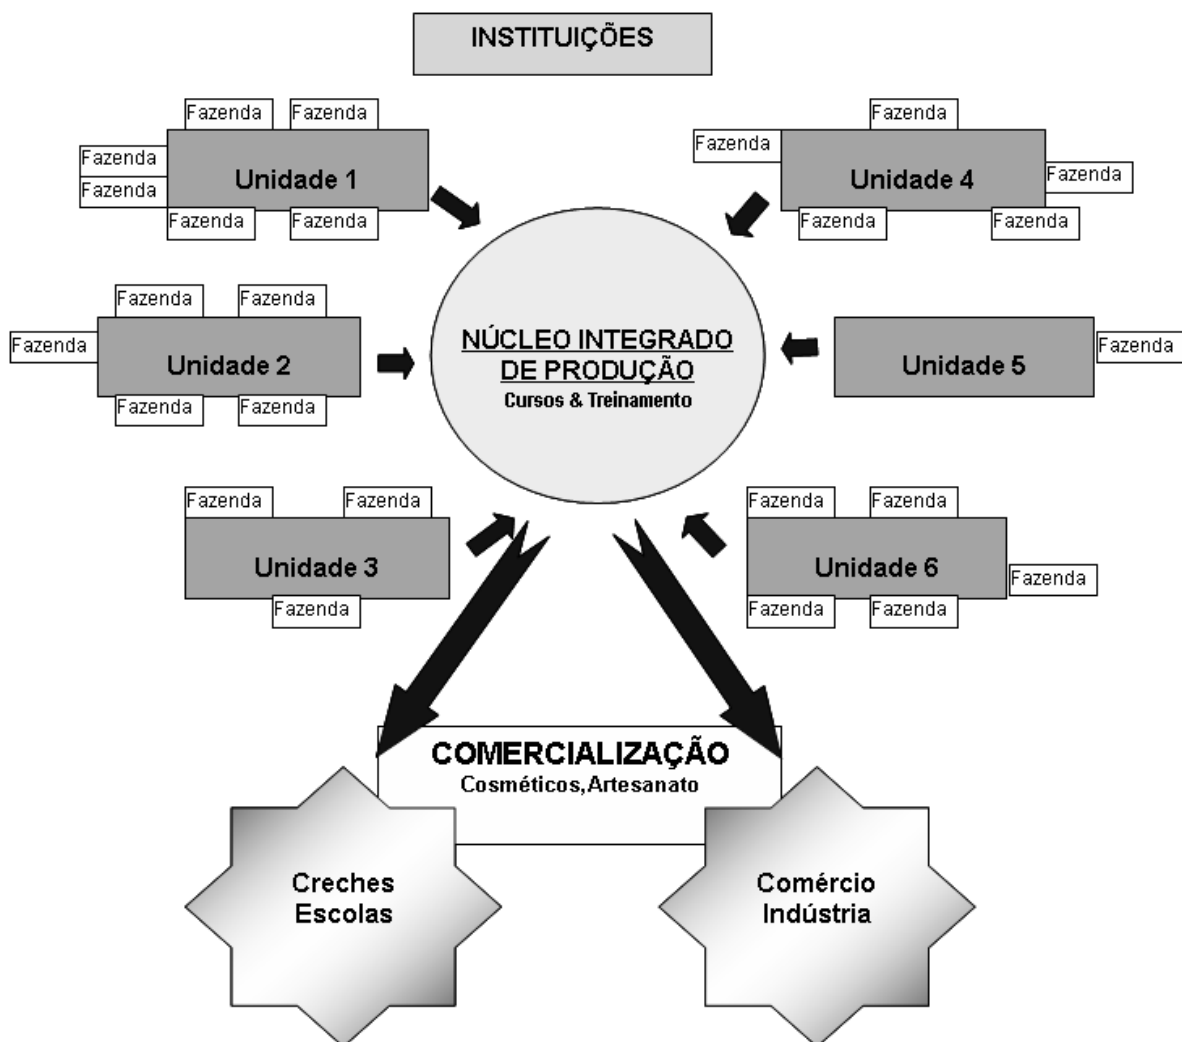 INSTITUIÇÕES
Fazenda
Fazenda
Fazenda
Fazenda
Unidade 1
Fazenda
Fazenda
Fazenda
Fazenda
Unidade 4
Fazenda
Fazenda
Fazenda
Fazenda
Fazenda
Fazenda
Unidade 2
Fazenda
Fazenda
NÚCLEO INTEGRADO
DE PRODUÇÃO
Cursos & Treinamento
Unidade 5
Fazenda
Fazenda
Fazenda
Unidade 3
Fazenda
Fazenda
Fazenda
Unidade 6
Fazenda
Fazenda
Fazenda
COMERCIALIZAÇÃO
Cosméticos,Artesanato
Creches
Escolas
Comércio
Indústria